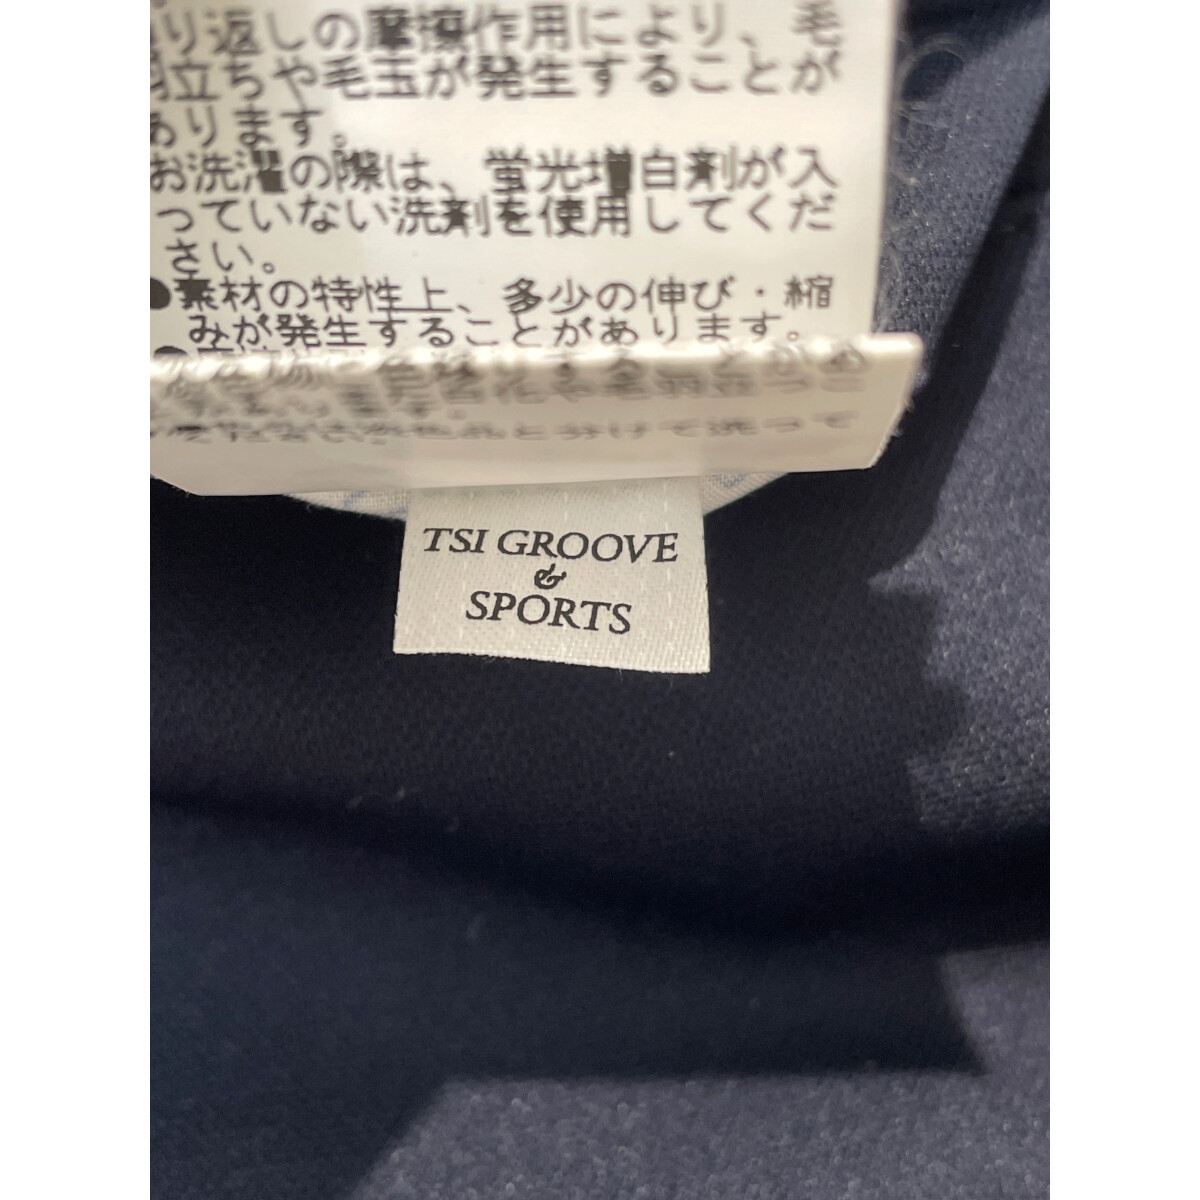 り返しの摩擦作用により、毛
羽立ちや毛玉が発生することが
あります。
お洗濯の際は、蛍光増白剤が入
っていない洗剤を使用してくだ
さい。
●素材の特性上、多少の伸び・縮
みが発生することがあります。
TSI GROOVE
&
SPORTS